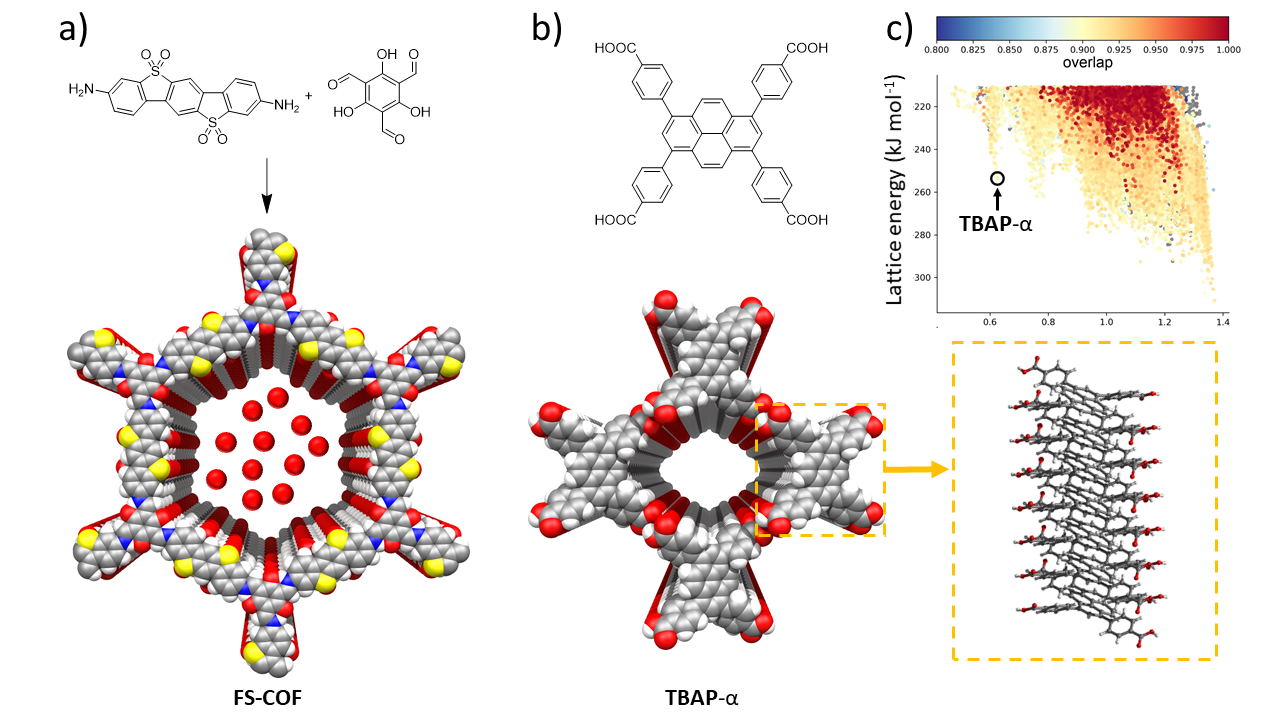 a)
O O
S
H₂N
NH₂
S
O O
+
OH
O
O
HO
OH
O
FS-COF
b)
HOOC
COOH
HOOC
COOH
TBAP-α
c)
0.800 0.825 0.850 0.875 0.900 0.925 0.950 0.975 1.000
overlap
Lattice energy (kJ mol⁻¹)
220
240
260
280
300
TBAP-α
0.6 0.8 1.0 1.2 1.4